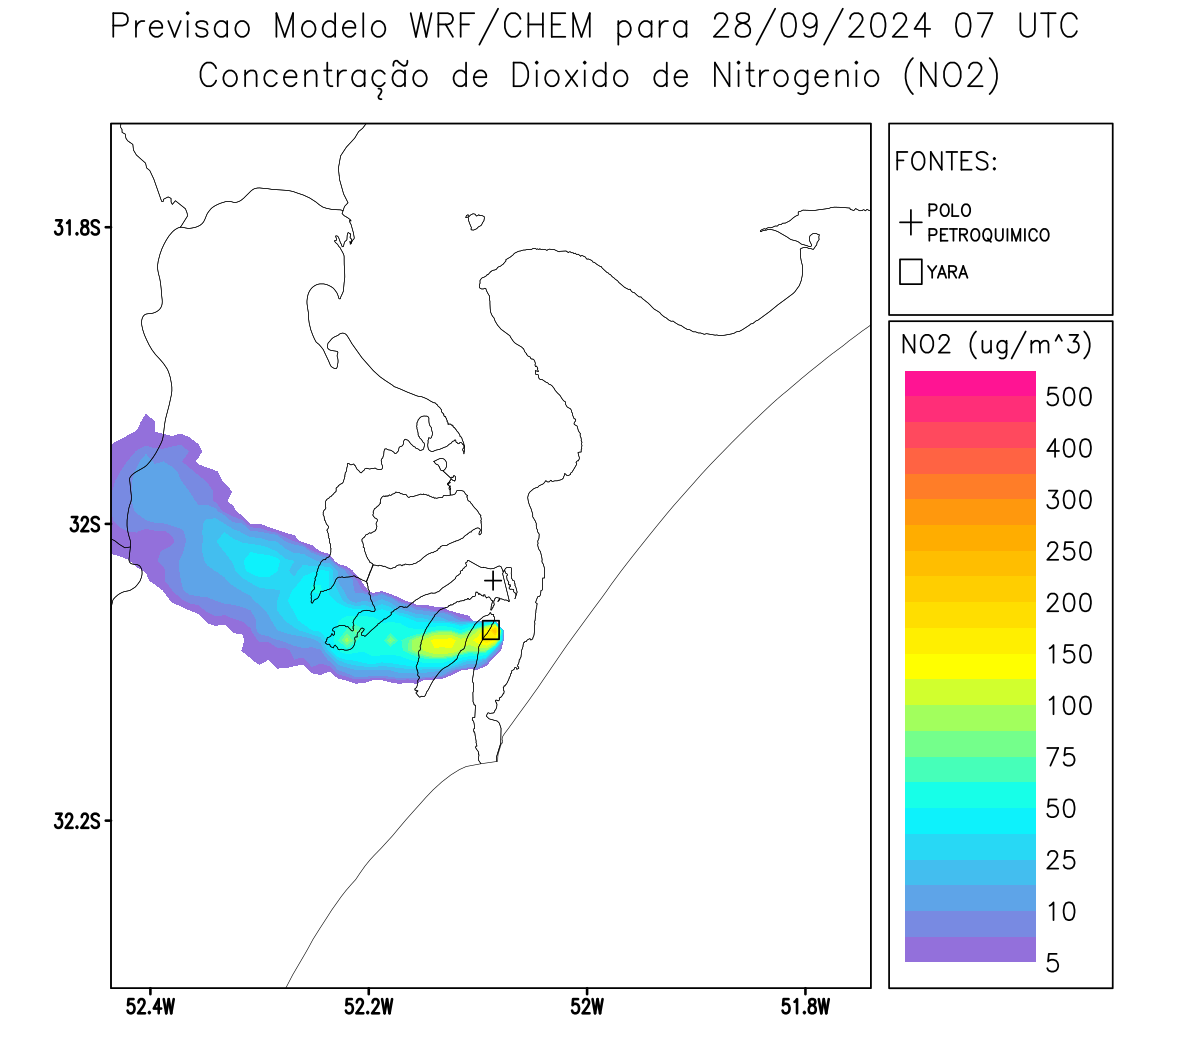 Previsao Modelo WRF/CHEM para 28/09/2024 07 UTC
Concentração de Dioxido de Nitrogenio (NO2)
FONTES:
POLO
PETROQUIMICO
YARA
NO2 (ug/m^3)
500
400
300
250
200
150
100
75
50
25
10
5
31.8S
32S
32.2S
52.4W
52.2W
52W
51.8W